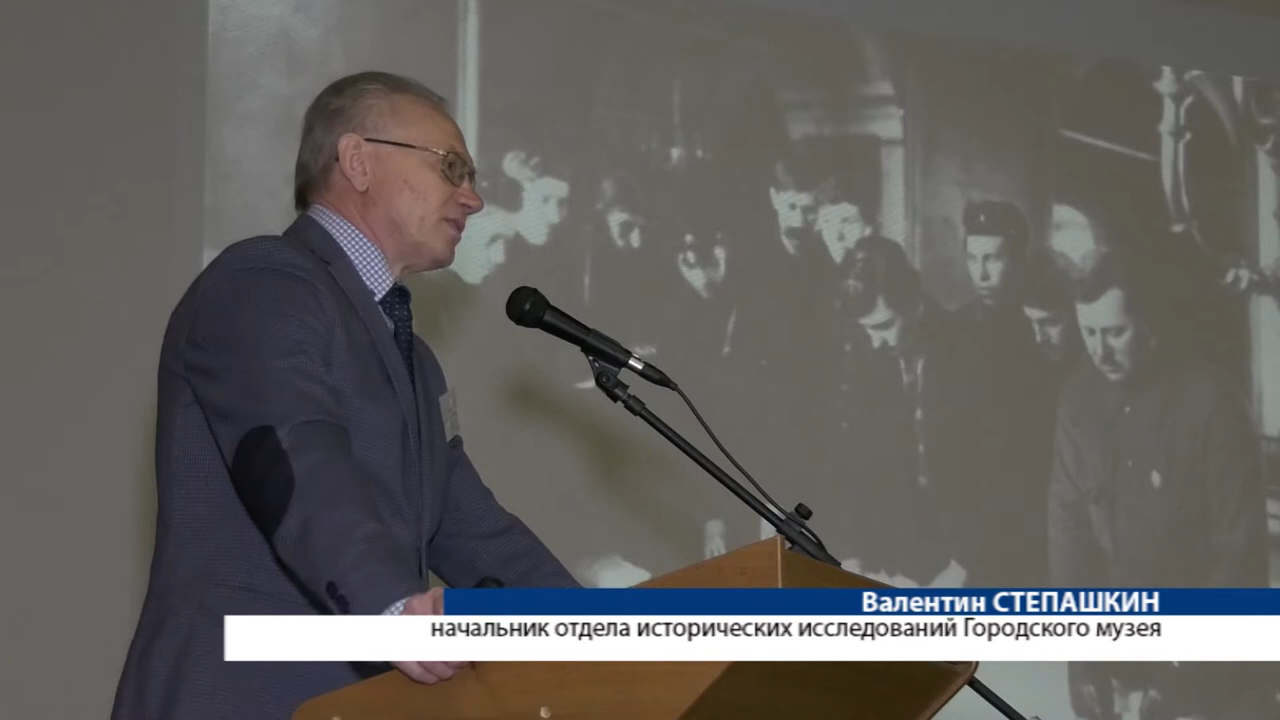 Валентин СТЕПАШКИН
начальник отдела исторических исследований Городского музея